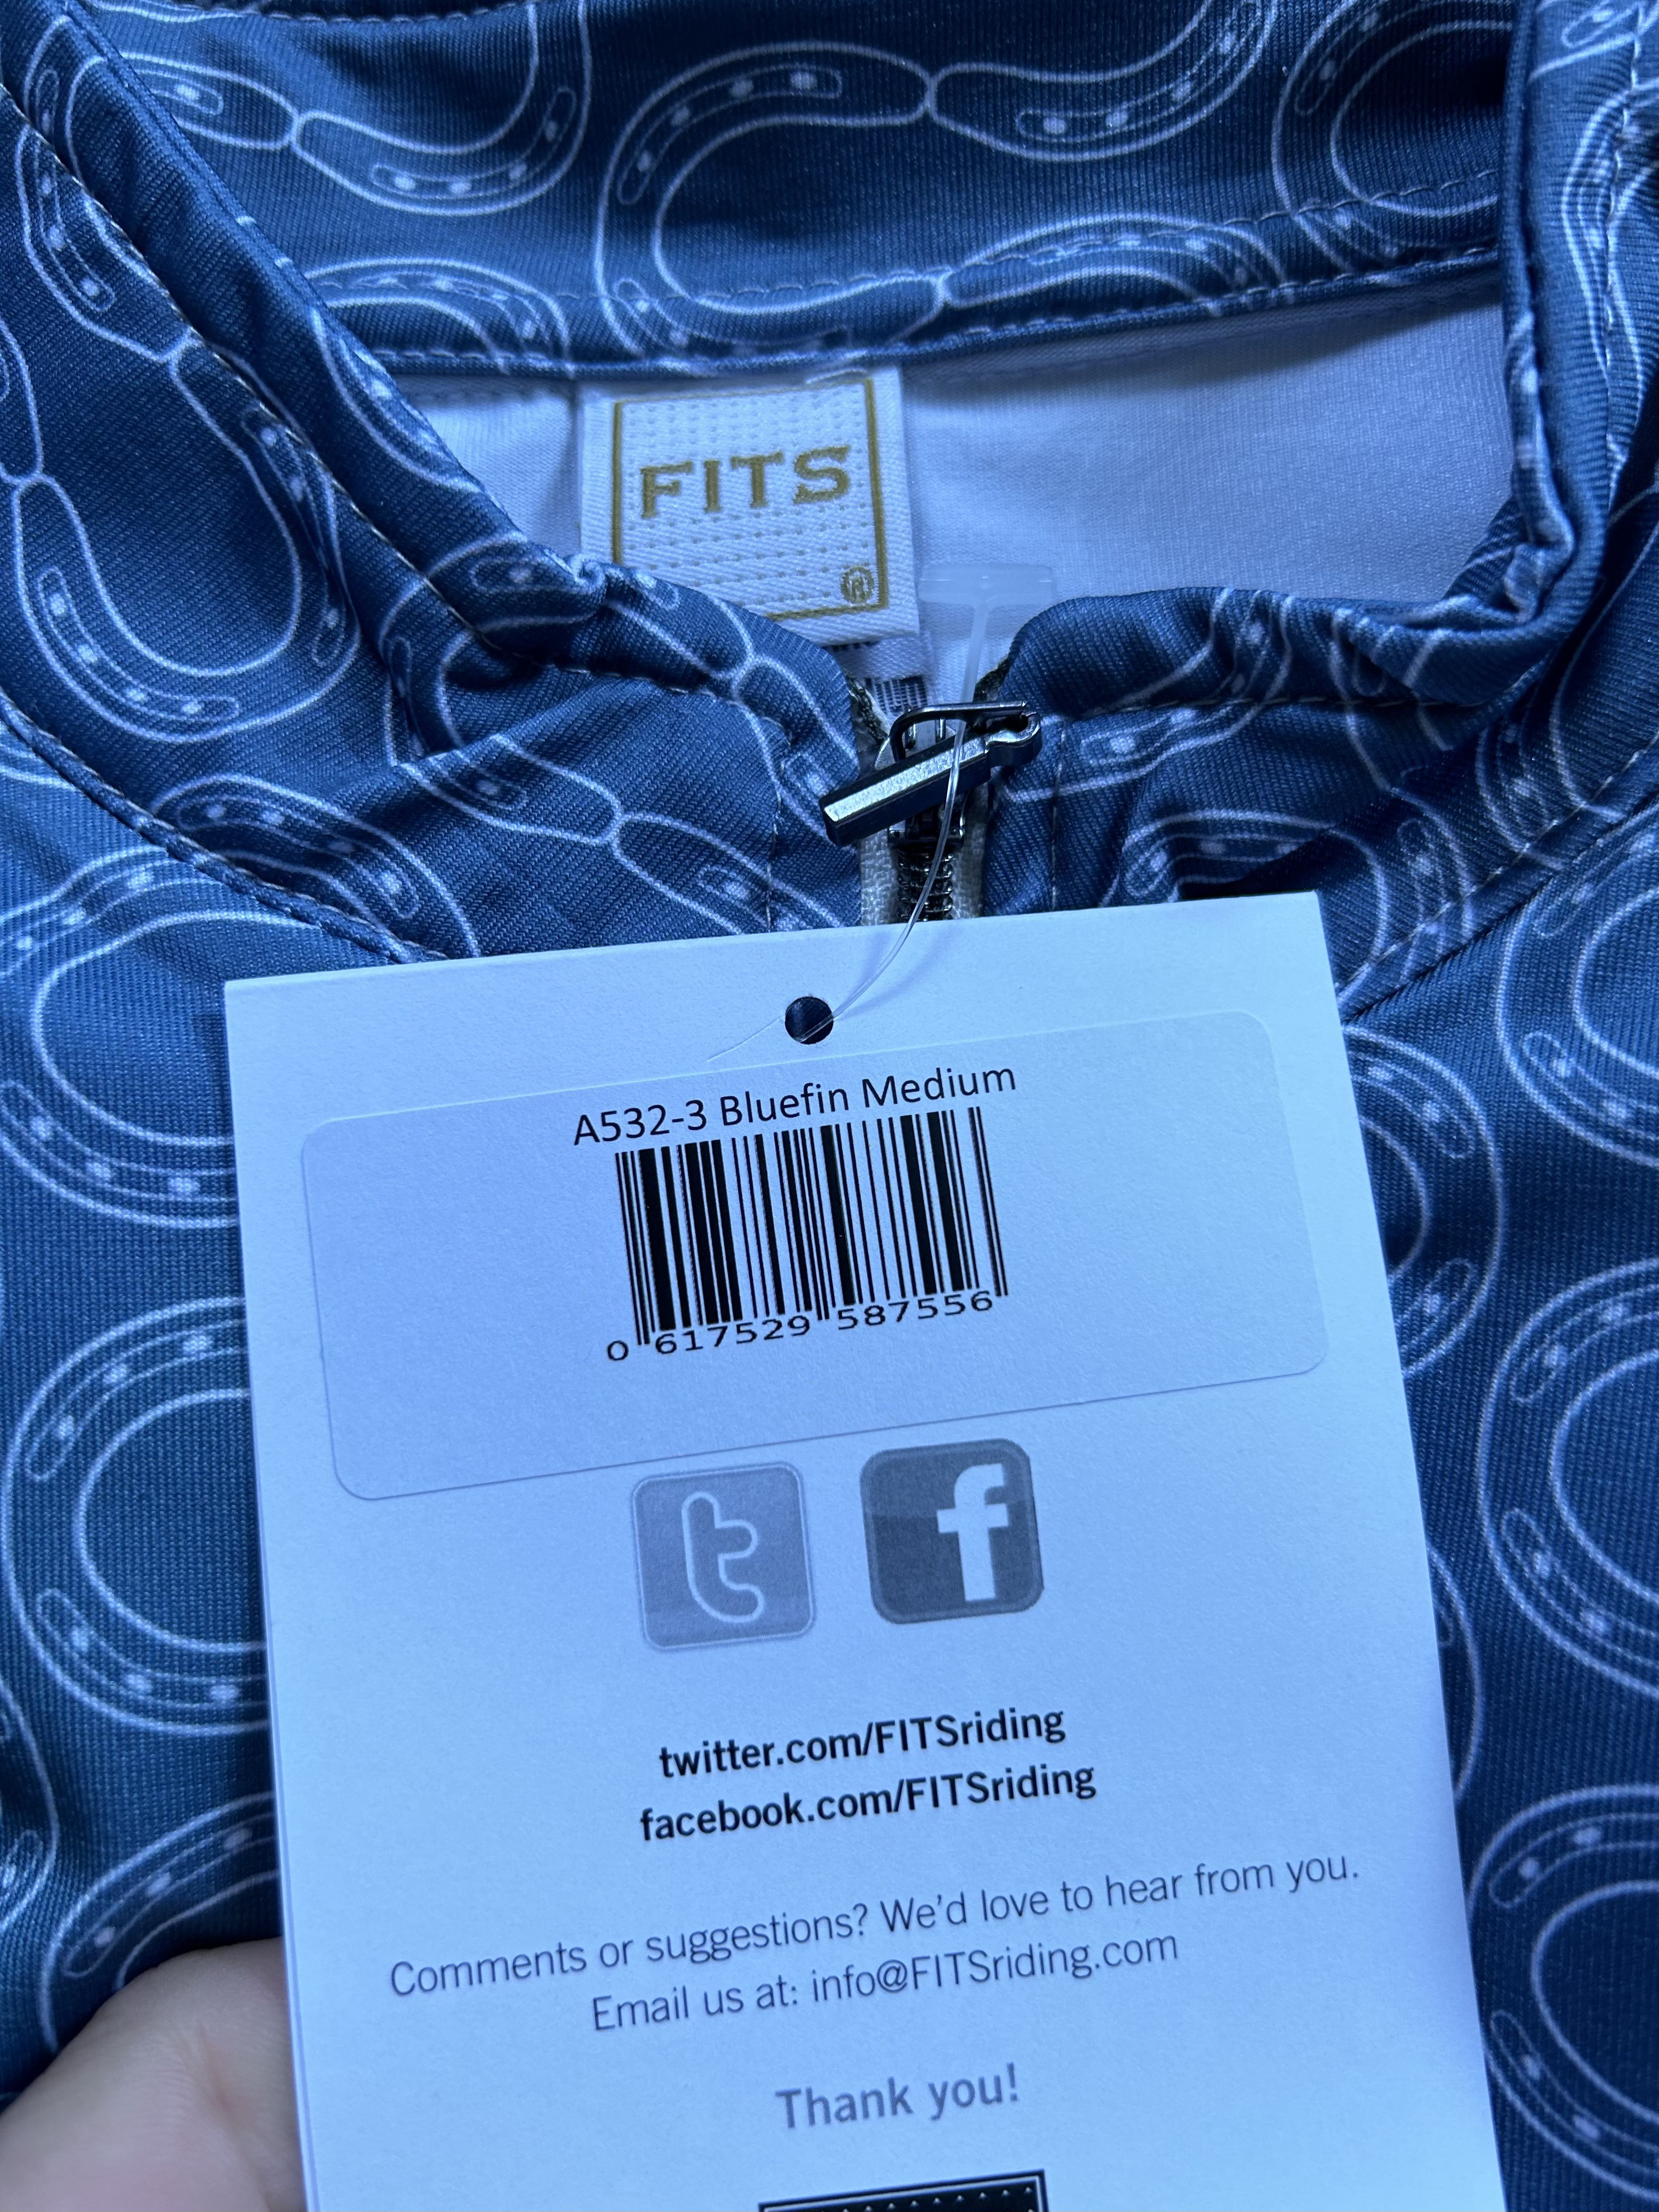 FITS
®
A532-3 Bluefin Medium
0 617529 587556
t f
twitter.com/FITSriding
facebook.com/FITSriding
Comments or suggestions? We'd love to hear from you.
Email us at: info@FITSriding.com
Thank you!